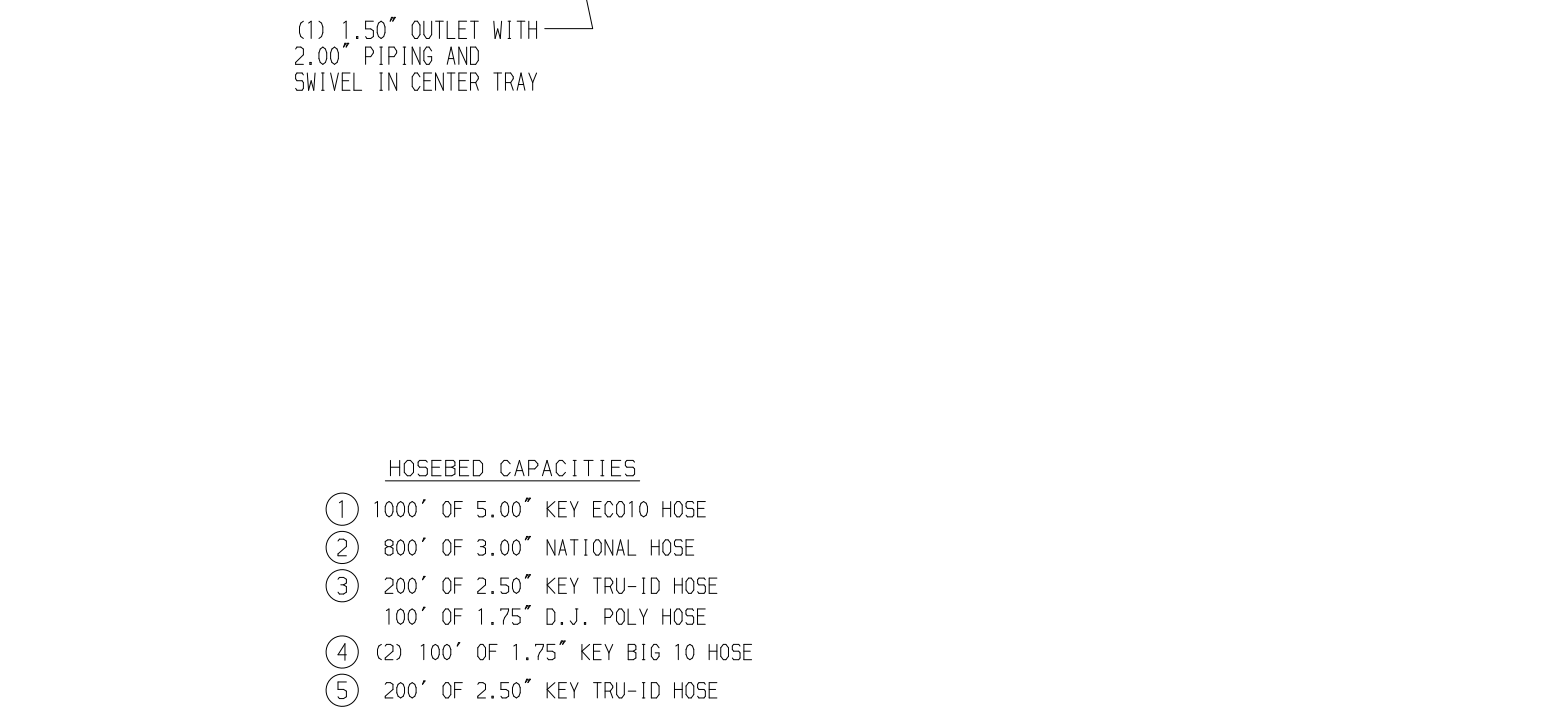 (1) 1.50" OUTLET WITH
2.00" PIPING AND
SWIVEL IN CENTER TRAY
HOSEBED CAPACITIES
1 1000' OF 5.00" KEY ECO10 HOSE
2 800' OF 3.00" NATIONAL HOSE
3 200' OF 2.50" KEY TRU-ID HOSE
100' OF 1.75" D.J. POLY HOSE
4 (2) 100' OF 1.75" KEY BIG 10 HOSE
5 200' OF 2.50" KEY TRU-ID HOSE